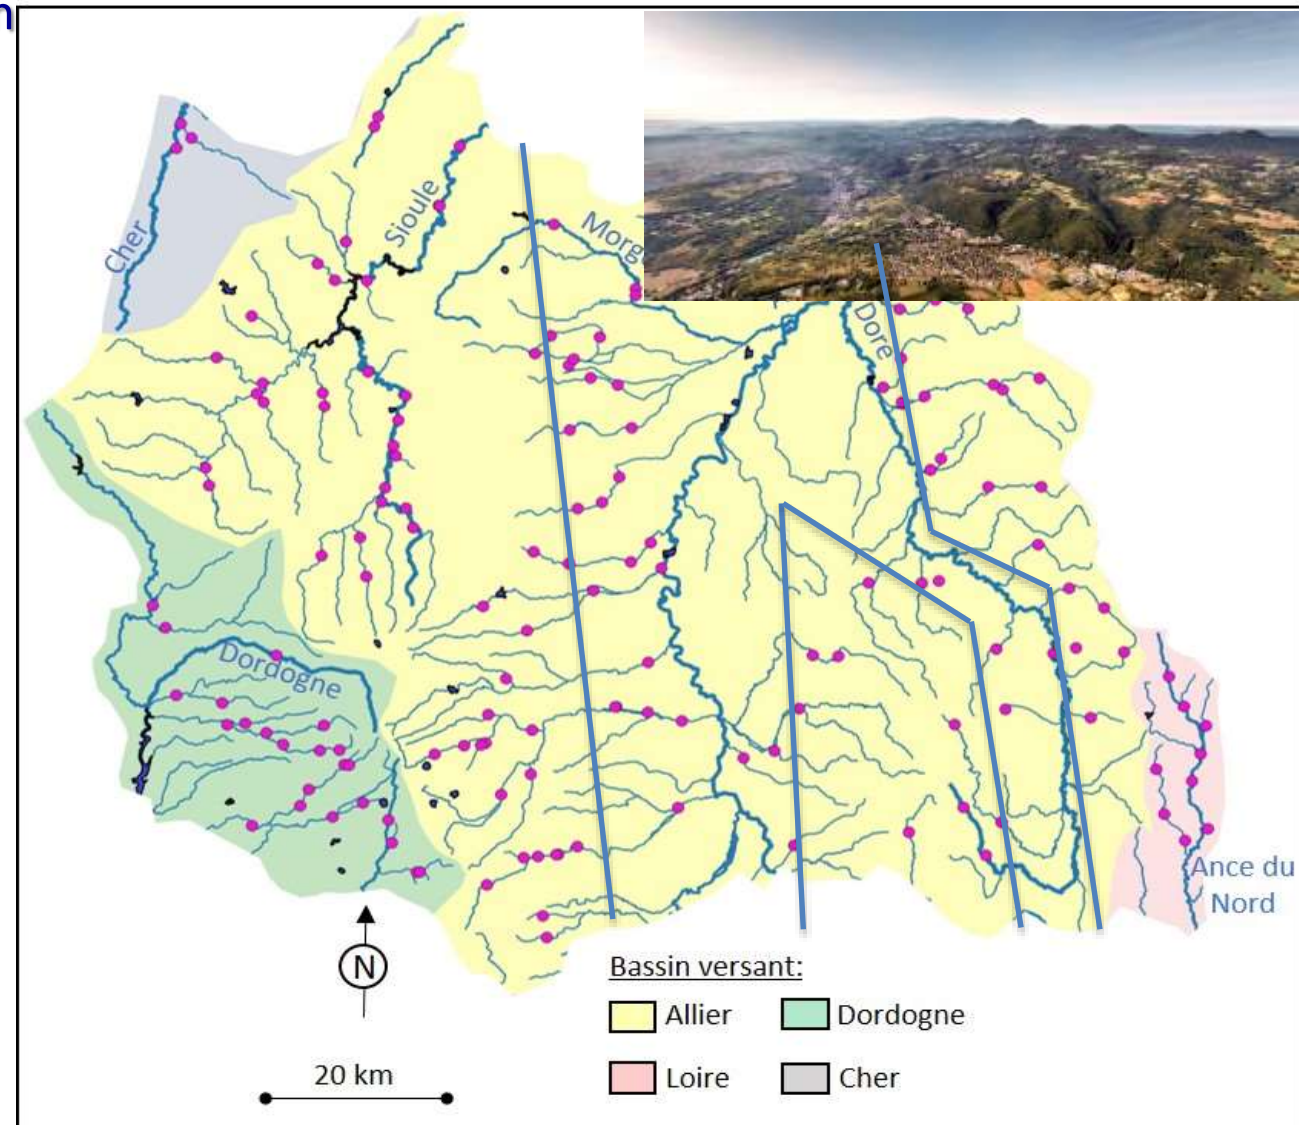 n
Cher
Sioule
Morg
Dore
Dordogne
Ance du
Nord
N
Bassin versant:
Allier
Dordogne
Loire
Cher
20 km